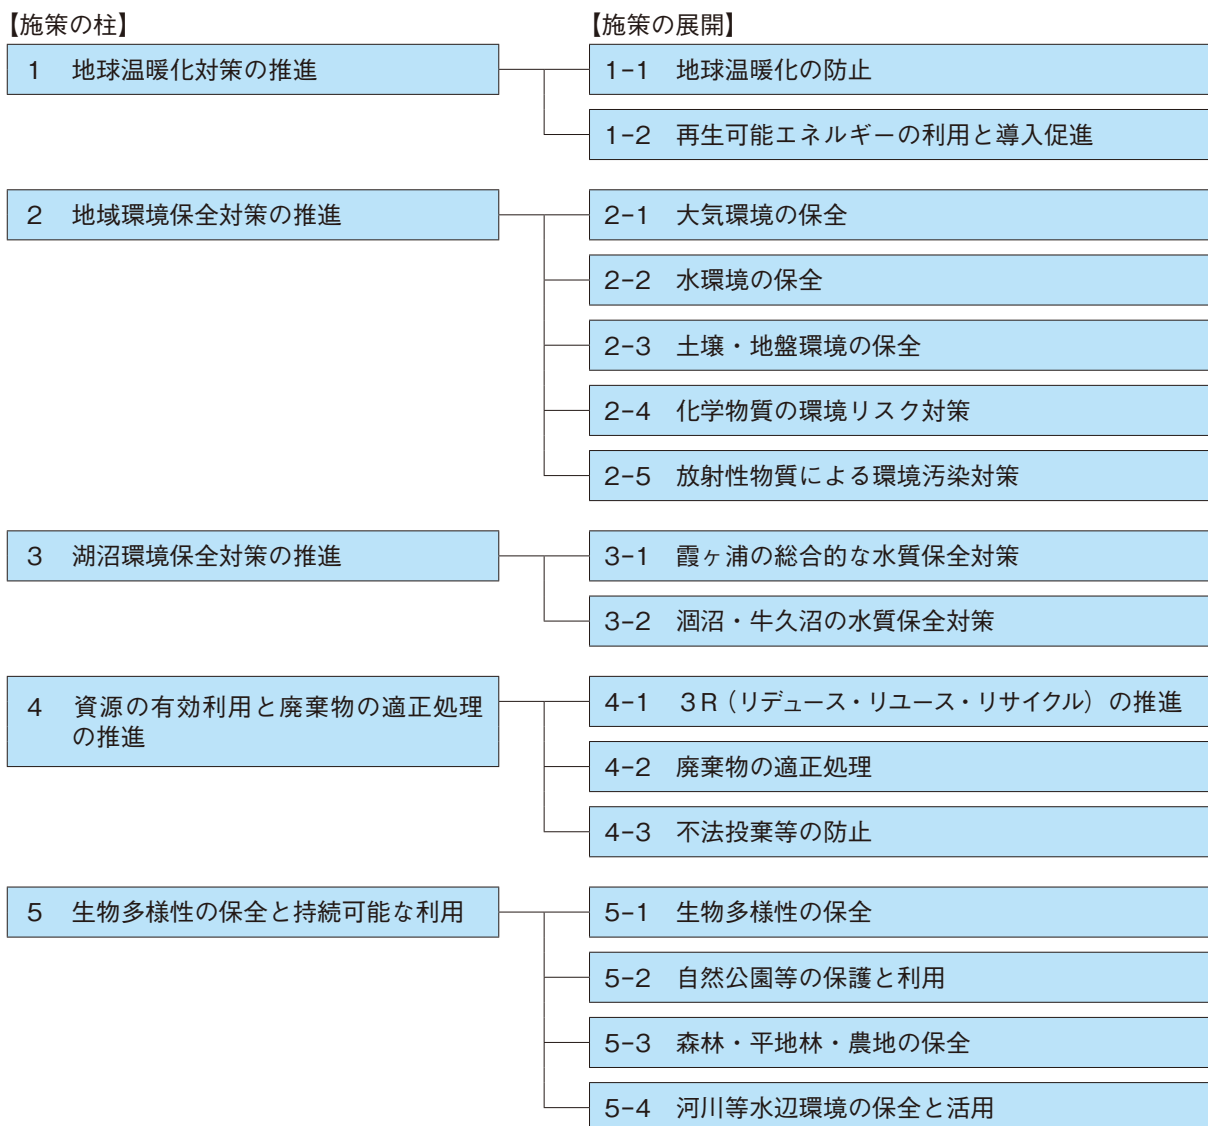 【施策の柱】
【施策の展開】
1 地球温暖化対策の推進
1-1 地球温暖化の防止
1-2 再生可能エネルギーの利用と導入促進
2 地域環境保全対策の推進
2-1 大気環境の保全
2-2 水環境の保全
2-3 土壌・地盤環境の保全
2-4 化学物質の環境リスク対策
2-5 放射性物質による環境汚染対策
3 湖沼環境保全対策の推進
3-1 霞ヶ浦の総合的な水質保全対策
3-2 涸沼・牛久沼の水質保全対策
4 資源の有効利用と廃棄物の適正処理
の推進
4-1 3R（リデュース・リユース・リサイクル）の推進
4-2 廃棄物の適正処理
4-3 不法投棄等の防止
5 生物多様性の保全と持続可能な利用
5-1 生物多様性の保全
5-2 自然公園等の保護と利用
5-3 森林・平地林・農地の保全
5-4 河川等水辺環境の保全と活用